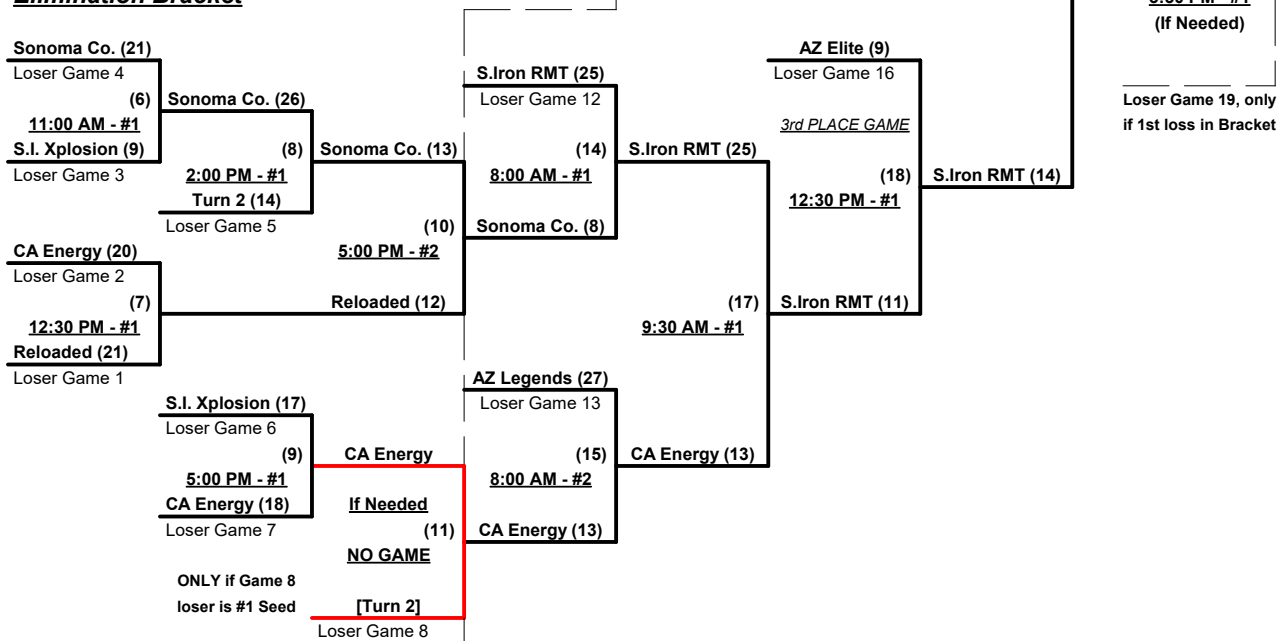 Elimination Bracket
Sonoma Co. (21)
Loser Game 4
(6)
11:00 AM - #1
S.I. Xplosion (9)
Loser Game 3
Sonoma Co. (26)
(8)
2:00 PM - #1
Turn 2 (14)
Loser Game 5
CA Energy (20)
Loser Game 2
(7)
12:30 PM - #1
Reloaded (21)
Loser Game 1
Sonoma Co. (13)
(10)
5:00 PM - #2
Reloaded (12)
S.I. Xplosion (17)
Loser Game 6
(9)
5:00 PM - #1
CA Energy (18)
Loser Game 7
CA Energy
If Needed
(11)
NO GAME
ONLY if Game 8
loser is #1 Seed
[Turn 2]
Loser Game 8
S.Iron RMT (25)
Loser Game 12
(14)
8:00 AM - #1
Sonoma Co. (8)
AZ Legends (27)
Loser Game 13
(15)
8:00 AM - #2
CA Energy (13)
S.Iron RMT (25)
(17)
9:30 AM - #1
CA Energy (13)
AZ Elite (9)
Loser Game 16
3rd PLACE GAME
(18)
12:30 PM - #1
S.Iron RMT (11)
S.Iron RMT (14)
(If Needed)
Loser Game 19, only
if 1st loss in Bracket